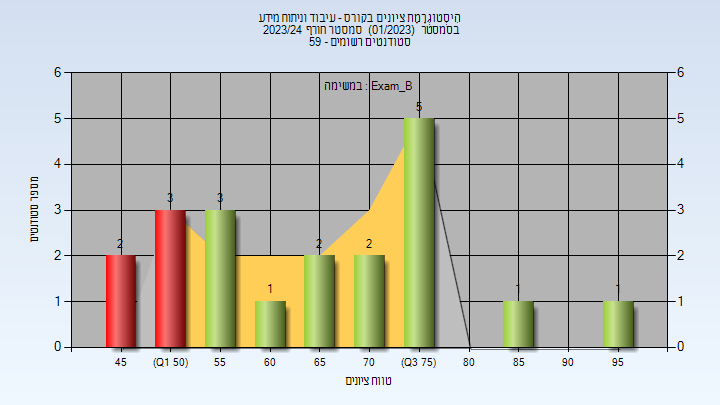 הִיסְטוֹגְרָמַת ציונים בקורס - עיבוד וניתוח מידע
בסמסטר (01/2023) סמסטר חורף 2023/24
סטודנטים רשומים - 59
במשימה : Exam_B
מספר סטודנטים
6 6
5 5
4 4
3 3
2 2
1 1
0 0
2 3 3 1 2 2 5 1 1
45 (Q1 50) 55 60 65 70 (Q3 75) 80 85 90 95
טווח ציונים